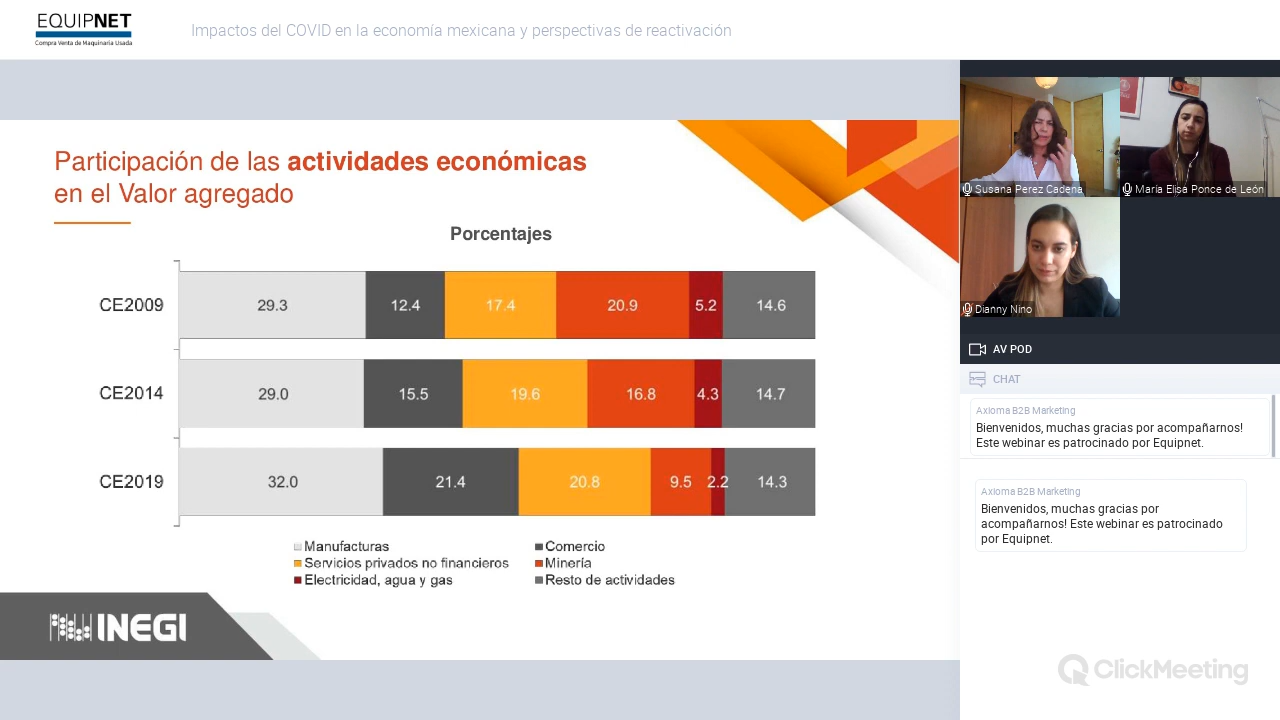 EQUIPNET
Compra Venta de Maquinaria Usada
Impactos del COVID en la economía mexicana y perspectivas de reactivación
Participación de las actividades económicas
en el Valor agregado
Porcentajes
CE2009 29.3 12.4 17.4 20.9 5.2 14.6
CE2014 29.0 15.5 19.6 16.8 4.3 14.7
CE2019 32.0 21.4 20.8 9.5 2.2 14.3
Manufacturas Comercio
Servicios privados no financieros Minería
Electricidad, agua y gas Resto de actividades
INEGI
Susana Perez Cadena
María Elisa Ponce de León
Dianny Nino
AV POD
CHAT
Axioma B2B Marketing
Bienvenidos, muchas gracias por acompañarnos!
Este webinar es patrocinado por Equipnet.
Axioma B2B Marketing
Bienvenidos, muchas gracias por
acompañarnos! Este webinar es patrocinado
por Equipnet.
ClickMeeting